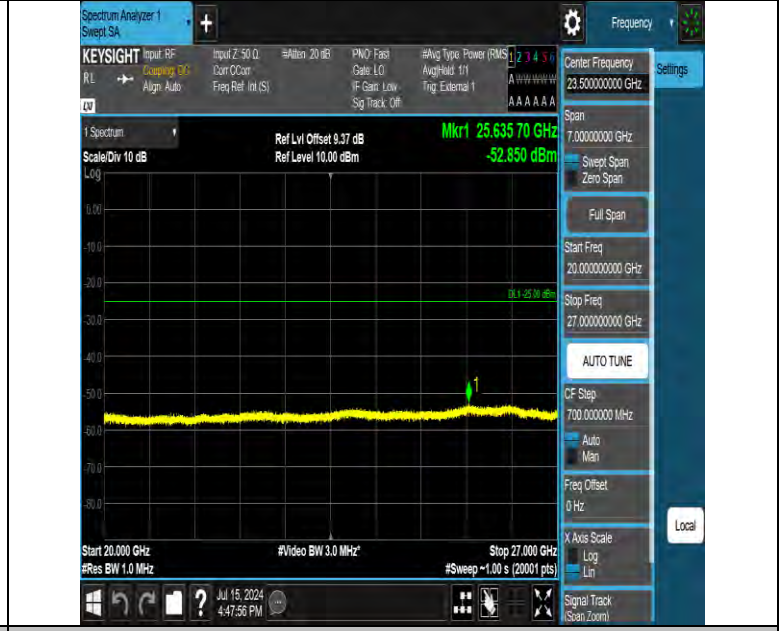 Spectrum Analyzer 1
Swept SA
+
Frequency
KEYSIGHT
Input: RF
Input Z: 50 Ω
#Atten: 20 dB
PNO: Fast
#Avg Type: Power (RMS
1 2 3 4 5 6
RL
Coupling: DC
Corr CCorr
Gate: LO
Avg|Hold: 1/1
Align: Auto
Freq Ref: Int (S)
IF Gain: Low
Trig: External 1
A W W W W W
Sig Track: Off
A A A A A A
LXI
1 Spectrum
Scale/Div 10 dB
Ref Lvl Offset 9.37 dB
Ref Level 10.00 dBm
Mkr1 25.635 70 GHz
-52.850 dBm
Log
0.00
-10.0
-20.0
DL1 -25.00 dBm
-30.0
-40.0
1
-50.0
-60.0
-70.0
-80.0
Start 20.000 GHz
#Video BW 3.0 MHz*
Stop 27.000 GHz
#Res BW 1.0 MHz
#Sweep ~1.00 s (20001 pts)
?
Jul 15, 2024
4:47:56 PM
Center Frequency
23.500000000 GHz
Settings
Span
7.00000000 GHz
Swept Span
Zero Span
Full Span
Start Freq
20.000000000 GHz
Stop Freq
27.000000000 GHz
AUTO TUNE
CF Step
700.000000 MHz
Auto
Man
Freq Offset
0 Hz
X Axis Scale
Log
Lin
Local
Signal Track
(Span Zoom)